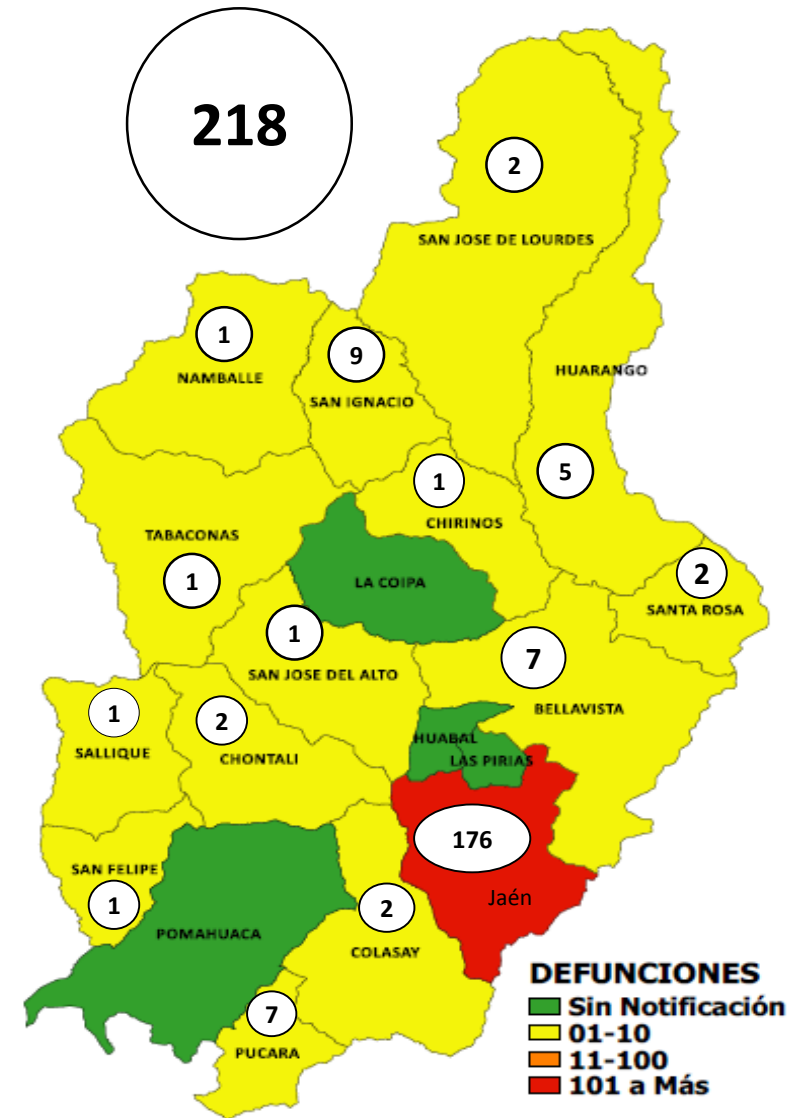 218
2
SAN JOSE DE LOURDES
1
NAMBALLE
9
SAN IGNACIO
HUARANGO
5
1
CHIRINOS
TABACONAS
1
LA COIPA
2
SANTA ROSA
1
SAN JOSE DEL ALTO
7
BELLAVISTA
1
SALLIQUE
2
CHONTALI
HUABAL
LAS PIRIAS
176
Jaén
SAN FELIPE
1
POMAHUACA
2
COLASAY
7
PUCARA
DEFUNCIONES
Sin Notificación
01-10
11-100
101 a Más